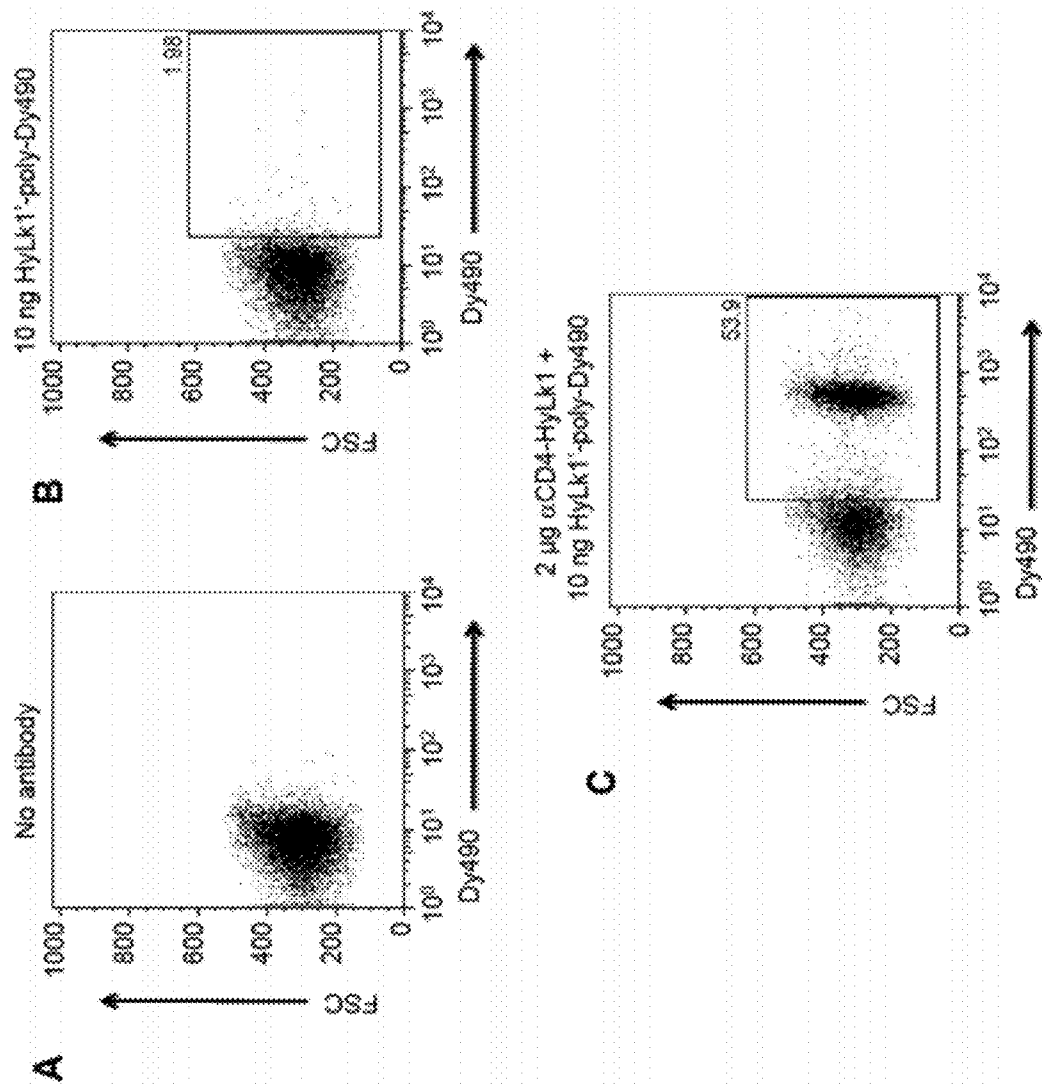 A
No antibody
1000
800
600
400
200
0
FSC
10⁰ 10¹ 10² 10³ 10⁴
Dy490
B
10 ng HyLk1'-poly-Dy490
1000
800
600
400
200
0
1.98
FSC
10⁰ 10¹ 10² 10³ 10⁴
Dy490
C
2 µg αCD4-HyLk1 +
10 ng HyLk1'-poly-Dy490
1000
800
600
400
200
0
53.9
FSC
10⁰ 10¹ 10² 10³ 10⁴
Dy490